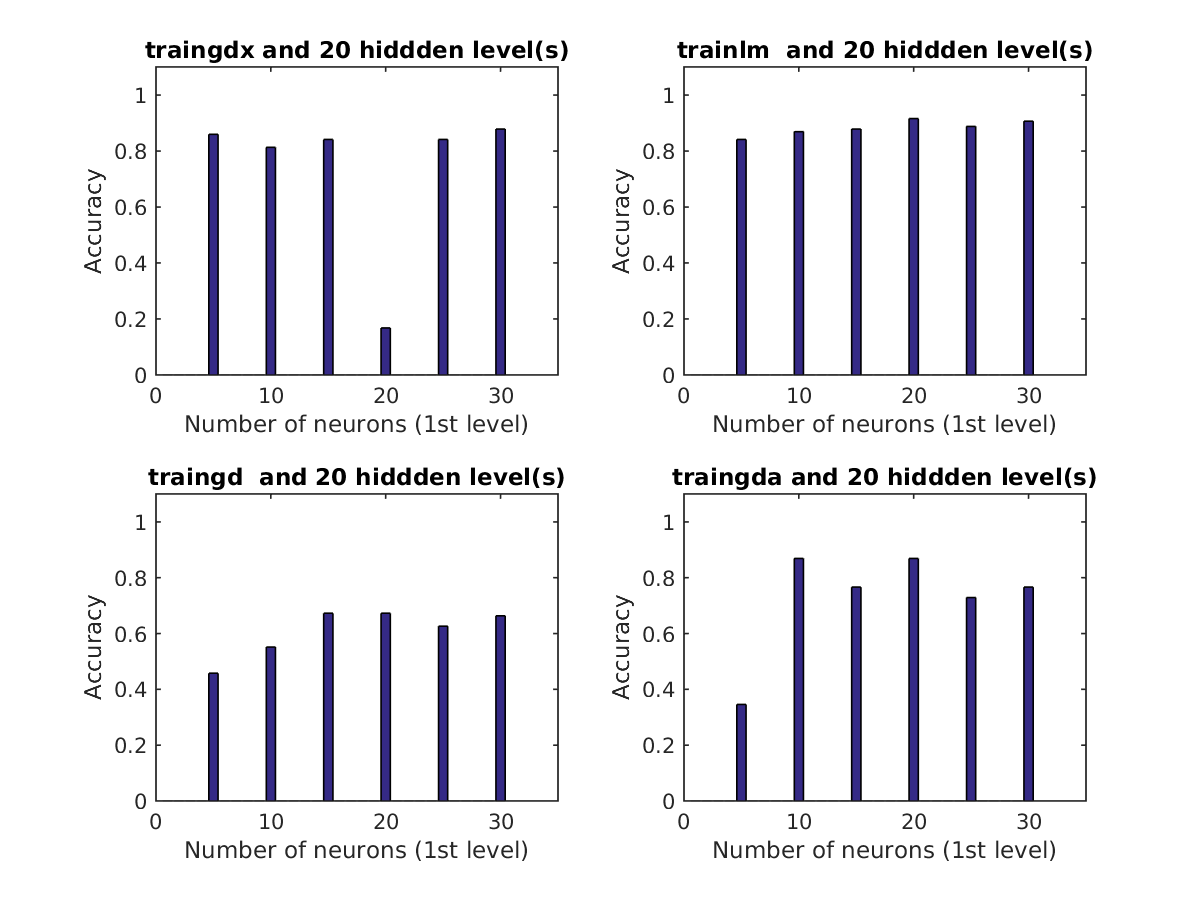 traingdx and 20 hiddden level(s)
1
0.8
0.6
0.4
0.2
0
Accuracy
0 10 20 30
Number of neurons (1st level)
trainlm  and 20 hiddden level(s)
1
0.8
0.6
0.4
0.2
0
Accuracy
0 10 20 30
Number of neurons (1st level)
traingd  and 20 hiddden level(s)
1
0.8
0.6
0.4
0.2
0
Accuracy
0 10 20 30
Number of neurons (1st level)
traingda and 20 hiddden level(s)
1
0.8
0.6
0.4
0.2
0
Accuracy
0 10 20 30
Number of neurons (1st level)